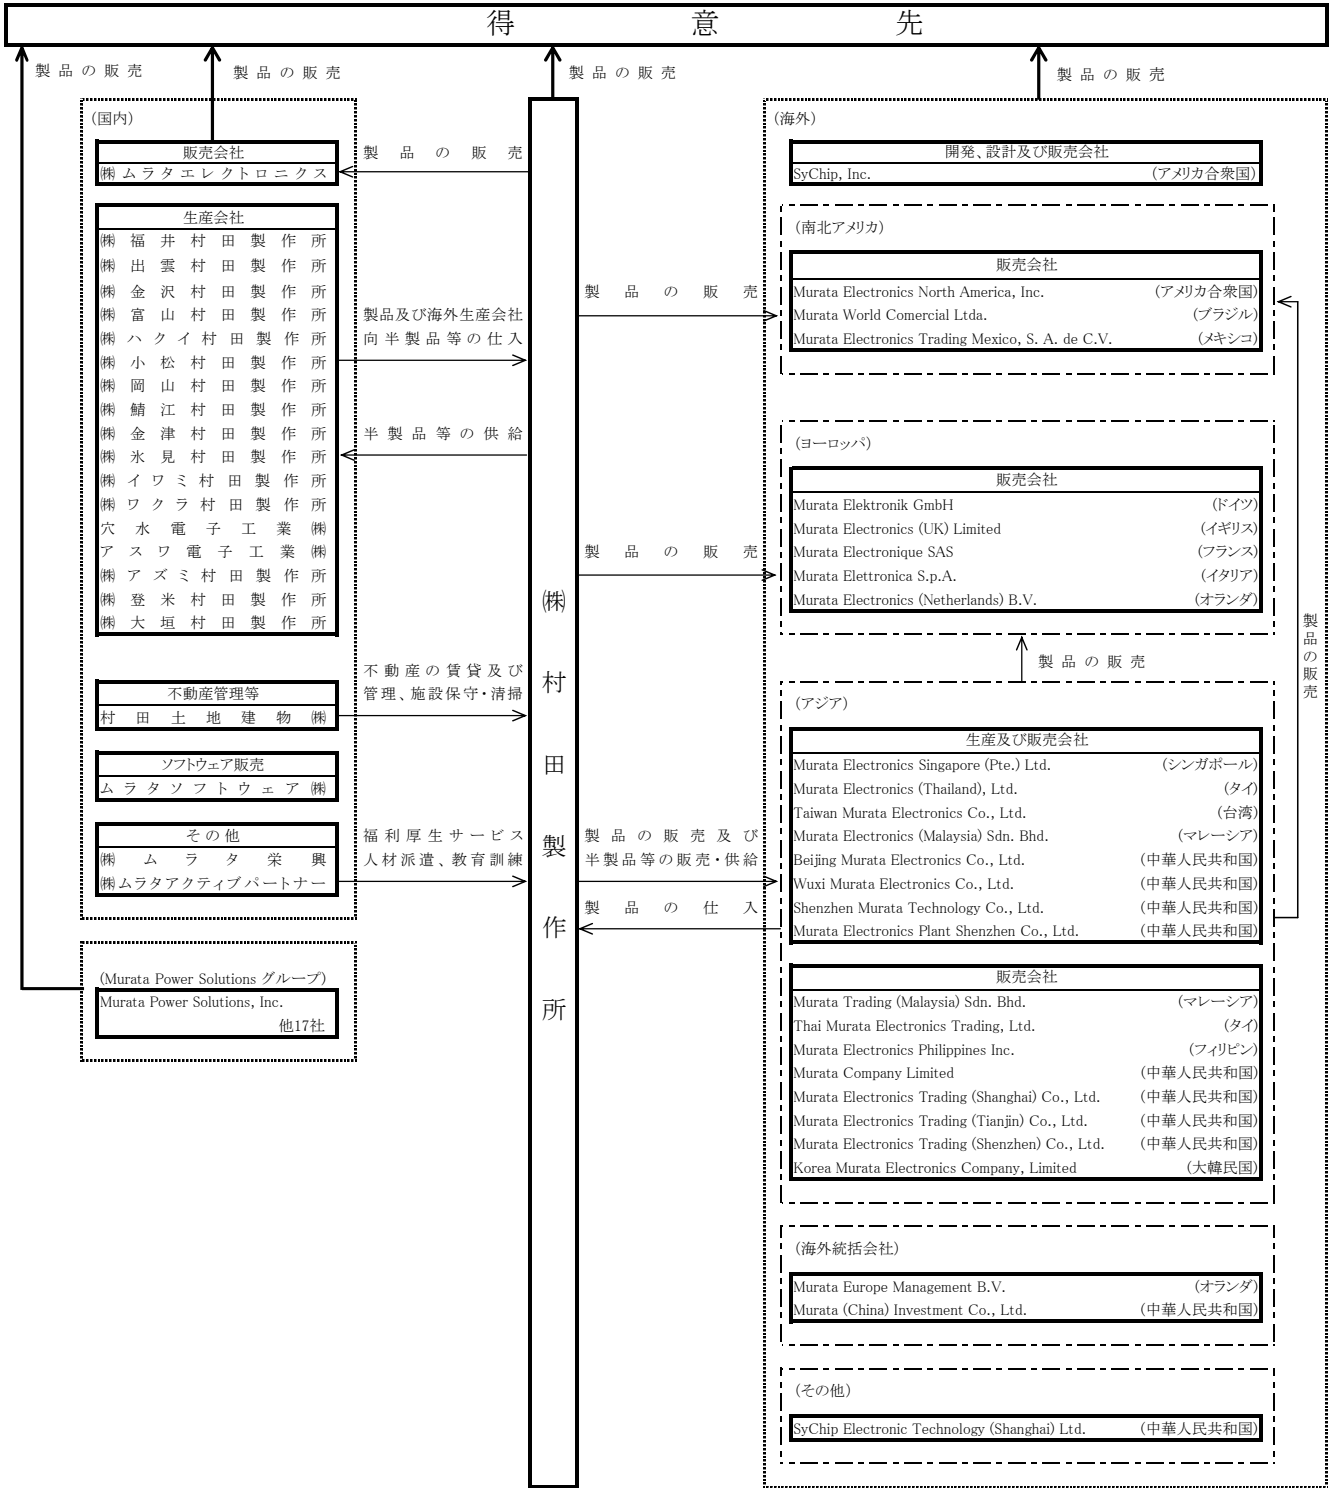 得意先
製品の販売
製品の販売
製品の販売
製品の販売
(国内)
販売会社
㈱ムラタエレクトロニクス
製品の販売
生産会社
㈱福井村田製作所
㈱出雲村田製作所
㈱金沢村田製作所
㈱富山村田製作所
㈱ハクイ村田製作所
㈱小松村田製作所
㈱岡山村田製作所
㈱鯖江村田製作所
㈱金津村田製作所
㈱氷見村田製作所
㈱イワミ村田製作所
㈱ワクラ村田製作所
穴水電子工業㈱
アスワ電子工業㈱
㈱アズミ村田製作所
㈱登米村田製作所
㈱大垣村田製作所
製品及び海外生産会社
向半製品等の仕入
半製品等の供給
不動産管理等
村田土地建物㈱
不動産の賃貸及び
管理、施設保守・清掃
ソフトウェア販売
ムラタソフトウェア㈱
その他
㈱ムラタ栄興
㈱ムラタアクティブパートナー
福利厚生サービス
人材派遣、教育訓練
(Murata Power Solutions グループ)
Murata Power Solutions, Inc.
他17社
㈱村田製作所
製品の販売
製品の販売
製品の販売及び
半製品等の販売・供給
製品の仕入
(海外)
開発、設計及び販売会社
SyChip, Inc. (アメリカ合衆国)
(南北アメリカ)
販売会社
Murata Electronics North America, Inc. (アメリカ合衆国)
Murata World Comercial Ltda. (ブラジル)
Murata Electronics Trading Mexico, S. A. de C.V. (メキシコ)
(ヨーロッパ)
販売会社
Murata Elektronik GmbH (ドイツ)
Murata Electronics (UK) Limited (イギリス)
Murata Electronique SAS (フランス)
Murata Elettronica S.p.A. (イタリア)
Murata Electronics (Netherlands) B.V. (オランダ)
製品の販売
製品の販売
(アジア)
生産及び販売会社
Murata Electronics Singapore (Pte.) Ltd. (シンガポール)
Murata Electronics (Thailand), Ltd. (タイ)
Taiwan Murata Electronics Co., Ltd. (台湾)
Murata Electronics (Malaysia) Sdn. Bhd. (マレーシア)
Beijing Murata Electronics Co., Ltd. (中華人民共和国)
Wuxi Murata Electronics Co., Ltd. (中華人民共和国)
Shenzhen Murata Technology Co., Ltd. (中華人民共和国)
Murata Electronics Plant Shenzhen Co., Ltd. (中華人民共和国)
販売会社
Murata Trading (Malaysia) Sdn. Bhd. (マレーシア)
Thai Murata Electronics Trading, Ltd. (タイ)
Murata Electronics Philippines Inc. (フィリピン)
Murata Company Limited (中華人民共和国)
Murata Electronics Trading (Shanghai) Co., Ltd. (中華人民共和国)
Murata Electronics Trading (Tianjin) Co., Ltd. (中華人民共和国)
Murata Electronics Trading (Shenzhen) Co., Ltd. (中華人民共和国)
Korea Murata Electronics Company, Limited (大韓民国)
(海外統括会社)
Murata Europe Management B.V. (オランダ)
Murata (China) Investment Co., Ltd. (中華人民共和国)
(その他)
SyChip Electronic Technology (Shanghai) Ltd. (中華人民共和国)